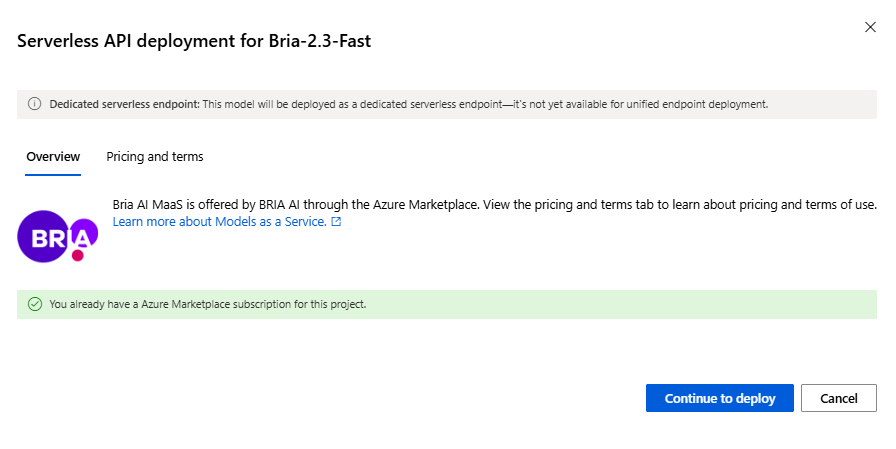 Serverless API deployment for Bria-2.3-Fast
Dedicated serverless endpoint: This model will be deployed as a dedicated serverless endpoint—it's not yet available for unified endpoint deployment.
Overview
Pricing and terms
Bria AI MaaS is offered by BRIA AI through the Azure Marketplace. View the pricing and terms tab to learn about pricing and terms of use.
Learn more about Models as a Service.
BRIA
You already have a Azure Marketplace subscription for this project.
Continue to deploy
Cancel